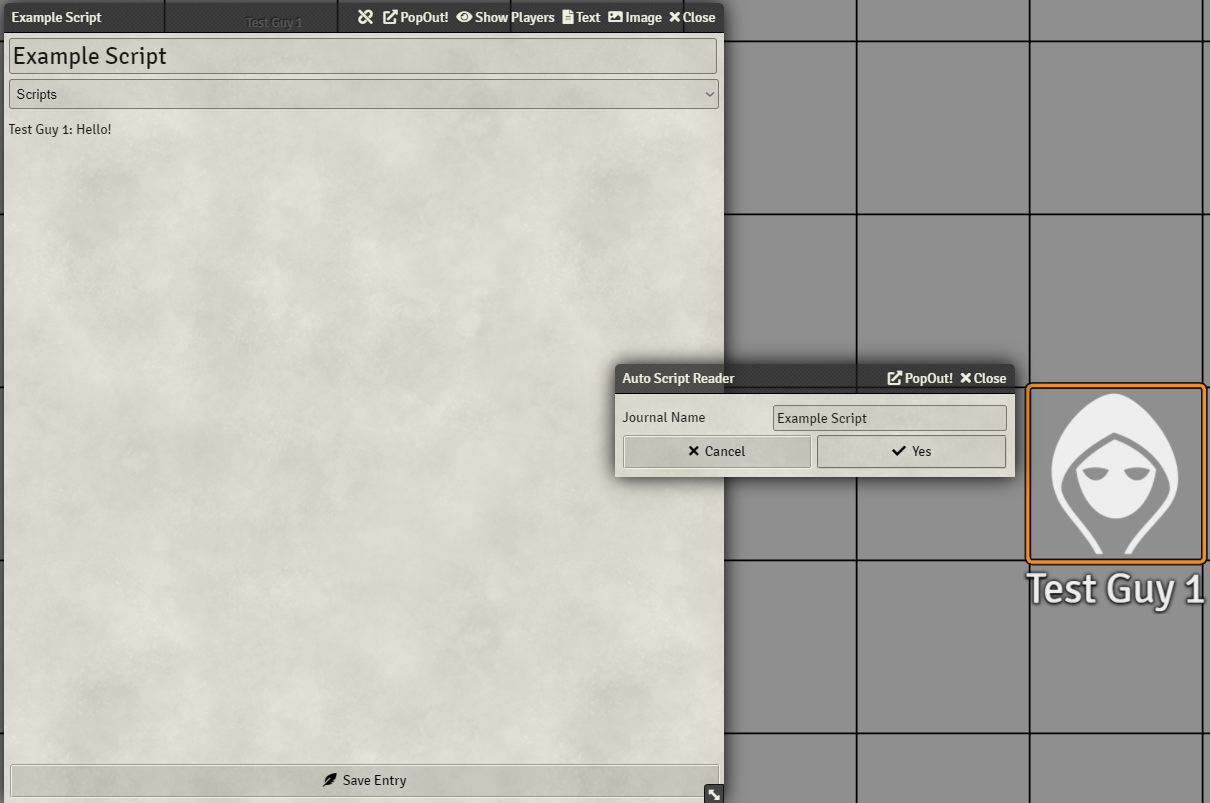 Example Script
Test Guy 1
PopOut! Show Players Text Image Close
Example Script
Scripts
Test Guy 1: Hello!
Auto Script Reader PopOut! Close
Journal Name Example Script
Cancel Yes
Test Guy 1
Save Entry